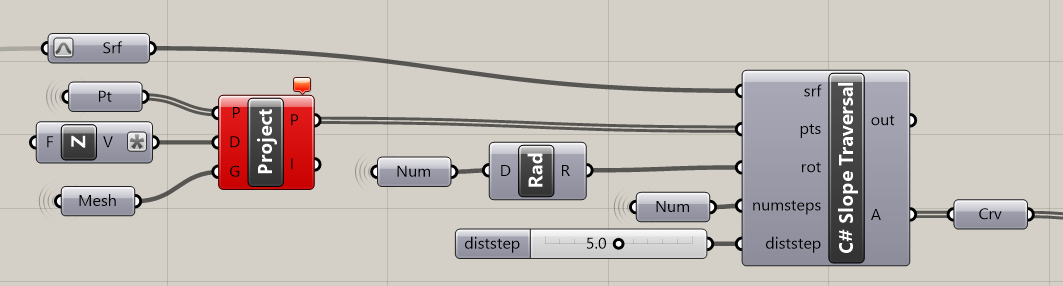 Srf
Pt
F Z V
Mesh
P
D
G
Project
P
I
Num
D Rad R
Num
diststep 5.0
srf
pts
rot
numsteps
diststep
C# Slope Traversal
out
A
Crv